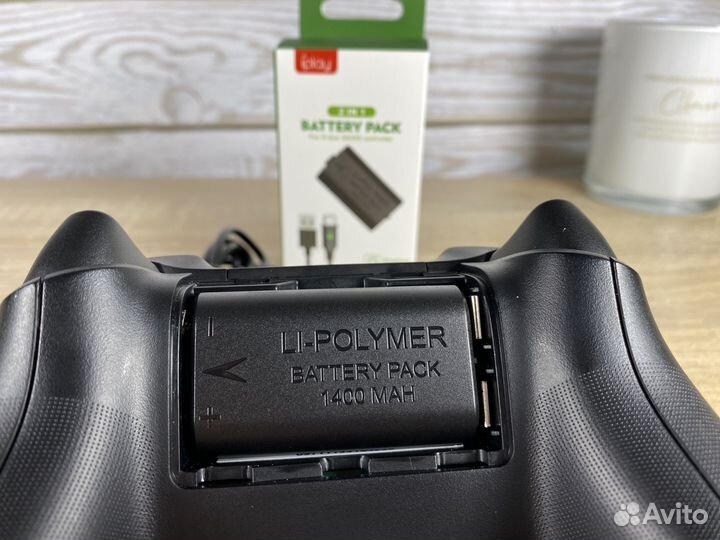 iplay
2 IN 1
BATTERY PACK
LI-POLYMER
BATTERY PACK
1400 MAH
Avito